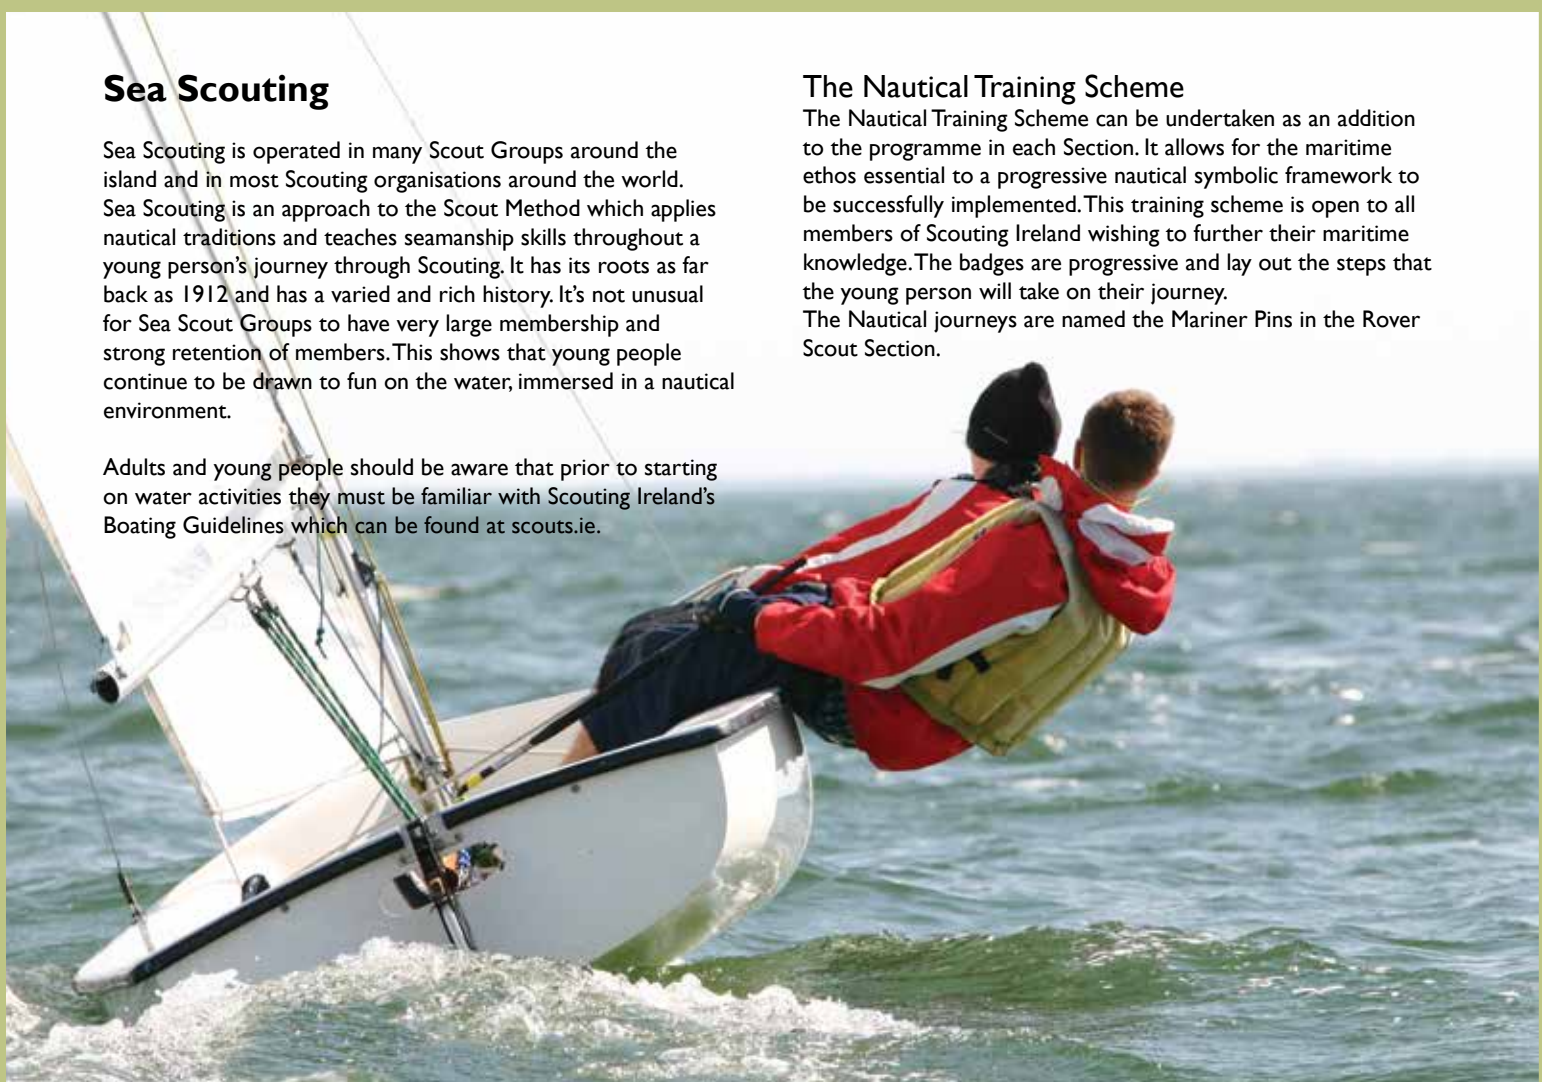 Sea Scouting
Sea Scouting is operated in many Scout Groups around the
island and in most Scouting organisations around the world.
Sea Scouting is an approach to the Scout Method which applies
nautical traditions and teaches seamanship skills throughout a
young person's journey through Scouting. It has its roots as far
back as 1912 and has a varied and rich history. It's not unusual
for Sea Scout Groups to have very large membership and
strong retention of members. This shows that young people
continue to be drawn to fun on the water, immersed in a nautical
environment.
Adults and young people should be aware that prior to starting
on water activities they must be familiar with Scouting Ireland's
Boating Guidelines which can be found at scouts.ie.
The Nautical Training Scheme
The Nautical Training Scheme can be undertaken as an addition
to the programme in each Section. It allows for the maritime
ethos essential to a progressive nautical symbolic framework to
be successfully implemented. This training scheme is open to all
members of Scouting Ireland wishing to further their maritime
knowledge. The badges are progressive and lay out the steps that
the young person will take on their journey.
The Nautical journeys are named the Mariner Pins in the Rover
Scout Section.